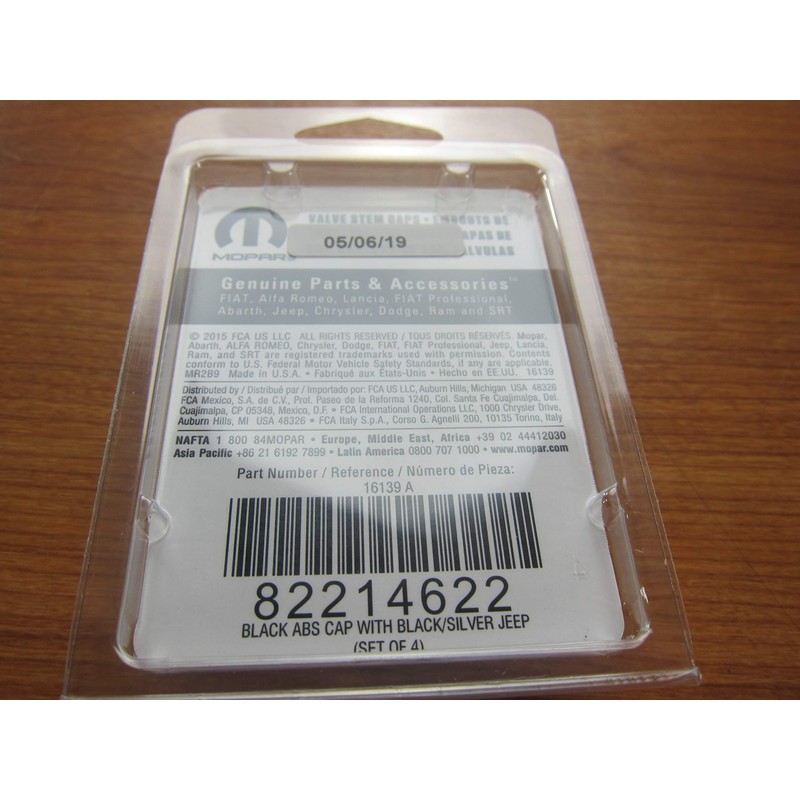 VALVE STEM CAPS • EMBOUTS DE
05/06/19
MOPAR
Genuine Parts & Accessories™
FIAT, Alfa Romeo, Lancia, FIAT Professional,
Abarth, Jeep, Chrysler, Dodge, Ram and SRT
© 2015 FCA US LLC ALL RIGHTS RESERVED / TOUS DROITS RÉSERVÉS. Mopar,
Abarth, ALFA ROMEO, Chrysler, Dodge, FIAT, FIAT Professional, Jeep, Lancia,
Ram, and SRT are registered trademarks used with permission. Contents
conform to U.S. Federal Motor Vehicle Safety Standards, if any are applicable.
MR2B9 Made in U.S.A. • Fabriqué aux États-Unis • Hecho en EE.UU. 16139
Distributed by / Distribué par / Importado por: FCA US LLC, Auburn Hills, Michigan USA 48326
FCA Mexico, S.A. de C.V., Prol. Paseo de la Reforma 1240, Col. Santa Fe Cuajimalpa, Del.
Cuajimalpa, CP 05348, Mexico, D.F. • FCA International Operations LLC, 1000 Chrysler Drive,
Auburn Hills, MI USA 48326 • FCA Italy S.p.A., Corso G. Agnelli 200, 10135 Torino, Italy
NAFTA 1 800 84MOPAR • Europe, Middle East, Africa +39 02 44412030
Asia Pacific +86 21 6192 7899 • Latin America 0800 707 1000 • www.mopar.com
Part Number / Reference / Número de Pieza:
16139 A
82214622
BLACK ABS CAP WITH BLACK/SILVER JEEP
(SET OF 4)